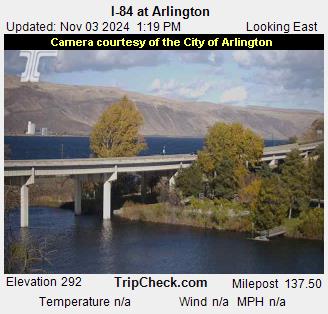 I-84 at Arlington
Updated: Nov 03 2024 1:19 PM Looking East
Camera courtesy of the City of Arlington
Elevation 292 TripCheck.com Milepost 137.50
Temperature n/a Wind n/a MPH n/a